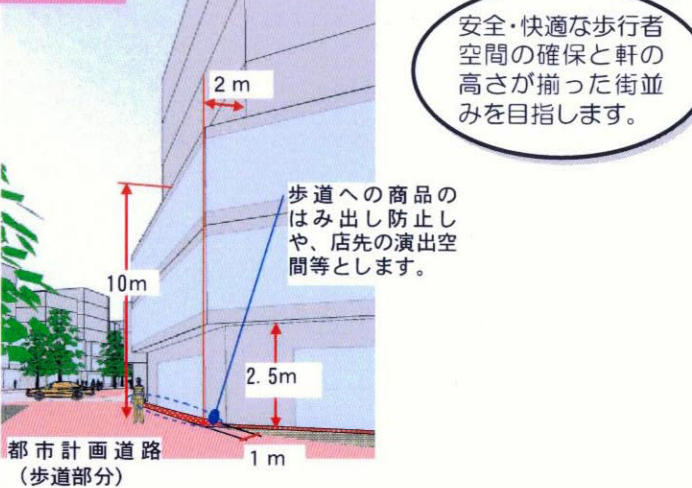 安全・快適な歩行者
空間の確保と軒の
高さが揃った街並
みを目指します。
2 m
歩道への商品の
はみ出し防止し
や、店先の演出空
間等とします。
10m
2. 5m
1 m
都市計画道路
（歩道部分）